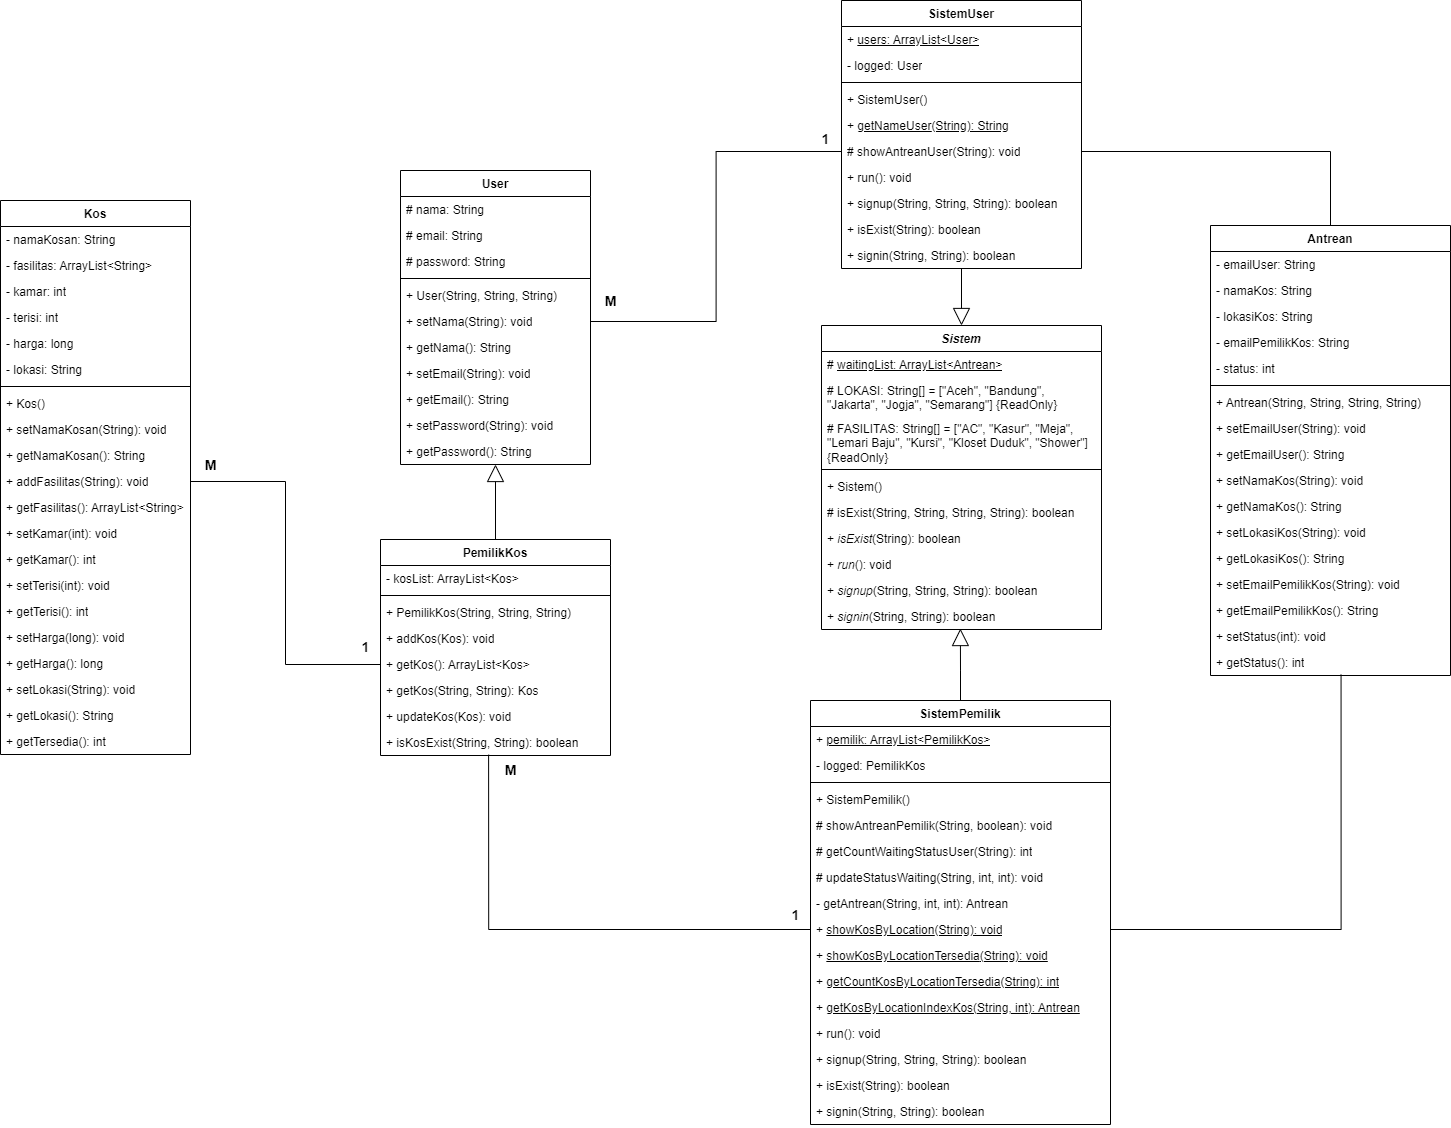 SistemUser
+ users: ArrayList<User>
- logged: User
+ SistemUser()
+ getNameUser(String): String
# showAntreanUser(String): void
+ run(): void
+ signup(String, String, String): boolean
+ isExist(String): boolean
+ signin(String, String): boolean
1
M
User
# nama: String
# email: String
# password: String
+ User(String, String, String)
+ setNama(String): void
+ getNama(): String
+ setEmail(String): void
+ getEmail(): String
+ setPassword(String): void
+ getPassword(): String
Kos
- namaKosan: String
- fasilitas: ArrayList<String>
- kamar: int
- terisi: int
- harga: long
- lokasi: String
+ Kos()
+ setNamaKosan(String): void
+ getNamaKosan(): String
+ addFasilitas(String): void
+ getFasilitas(): ArrayList<String>
+ setKamar(int): void
+ getKamar(): int
+ setTerisi(int): void
+ getTerisi(): int
+ setHarga(long): void
+ getHarga(): long
+ setLokasi(String): void
+ getLokasi(): String
+ getTersedia(): int
M
1
PemilikKos
- kosList: ArrayList<Kos>
+ PemilikKos(String, String, String)
+ addKos(Kos): void
+ getKos(): ArrayList<Kos>
+ getKos(String, String): Kos
+ updateKos(Kos): void
+ isKosExist(String, String): boolean
M
1
Sistem
# waitingList: ArrayList<Antrean>
# LOKASI: String[] = ["Aceh", "Bandung",
"Jakarta", "Jogja", "Semarang"] {ReadOnly}
# FASILITAS: String[] = ["AC", "Kasur", "Meja",
"Lemari Baju", "Kursi", "Kloset Duduk", "Shower"]
{ReadOnly}
+ Sistem()
# isExist(String, String, String, String): boolean
+ isExist(String): boolean
+ run(): void
+ signup(String, String, String): boolean
+ signin(String, String): boolean
Antrean
- emailUser: String
- namaKos: String
- lokasiKos: String
- emailPemilikKos: String
- status: int
+ Antrean(String, String, String, String)
+ setEmailUser(String): void
+ getEmailUser(): String
+ setNamaKos(String): void
+ getNamaKos(): String
+ setLokasiKos(String): void
+ getLokasiKos(): String
+ setEmailPemilikKos(String): void
+ getEmailPemilikKos(): String
+ setStatus(int): void
+ getStatus(): int
SistemPemilik
+ pemilik: ArrayList<PemilikKos>
- logged: PemilikKos
+ SistemPemilik()
# showAntreanPemilik(String, boolean): void
# getCountWaitingStatusUser(String): int
# updateStatusWaiting(String, int, int): void
- getAntrean(String, int, int): Antrean
+ showKosByLocation(String): void
+ showKosByLocationTersedia(String): void
+ getCountKosByLocationTersedia(String): int
+ getKosByLocationIndexKos(String, int): Antrean
+ run(): void
+ signup(String, String, String): boolean
+ isExist(String): boolean
+ signin(String, String): boolean